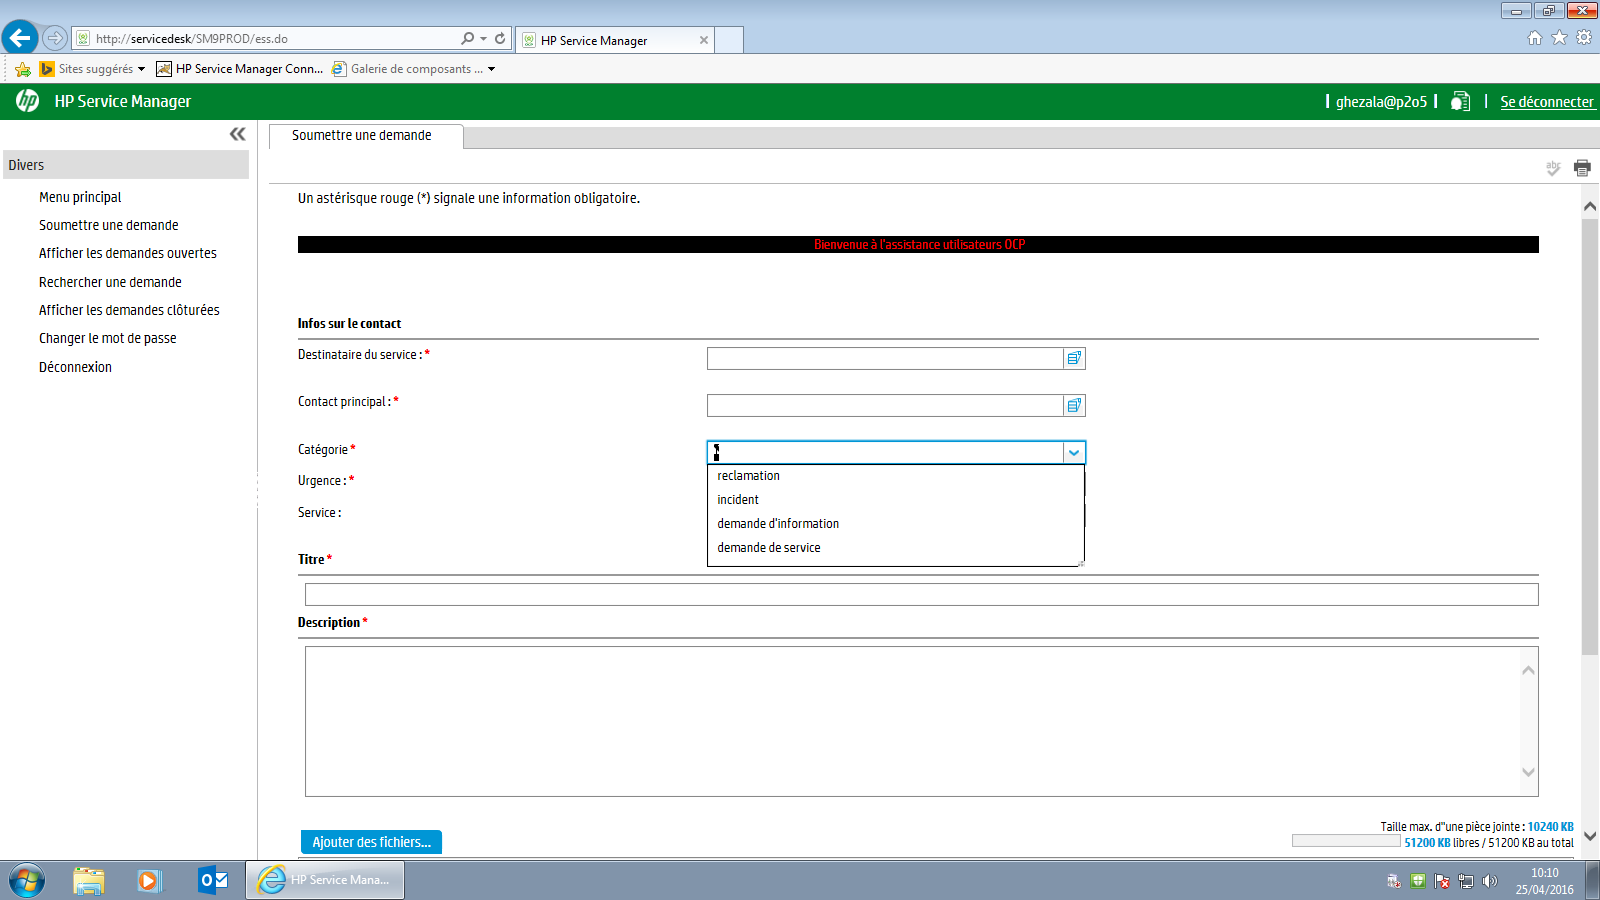 http://servicedesk/SM9PROD/ess.do
HP Service Manager
Sites suggérés
HP Service Manager Conn...
Galerie de composants ...
hp
HP Service Manager
ghezala@p2o5
Se déconnecter
Soumettre une demande
Divers
abc
Menu principal
Un astérisque rouge (*) signale une information obligatoire.
Soumettre une demande
Bienvenue à l'assistance utilisateurs OCP
Afficher les demandes ouvertes
Rechercher une demande
Afficher les demandes clôturées
Infos sur le contact
Changer le mot de passe
Destinataire du service : *
Déconnexion
Contact principal : *
Catégorie *
reclamation
Urgence : *
incident
Service :
demande d'information
demande de service
Titre *
Description *
Taille max. d''une pièce jointe : 10240 KB
Ajouter des fichiers...
51200 KB libres / 51200 KB au total
HP Service Mana...
10:10
25/04/2016